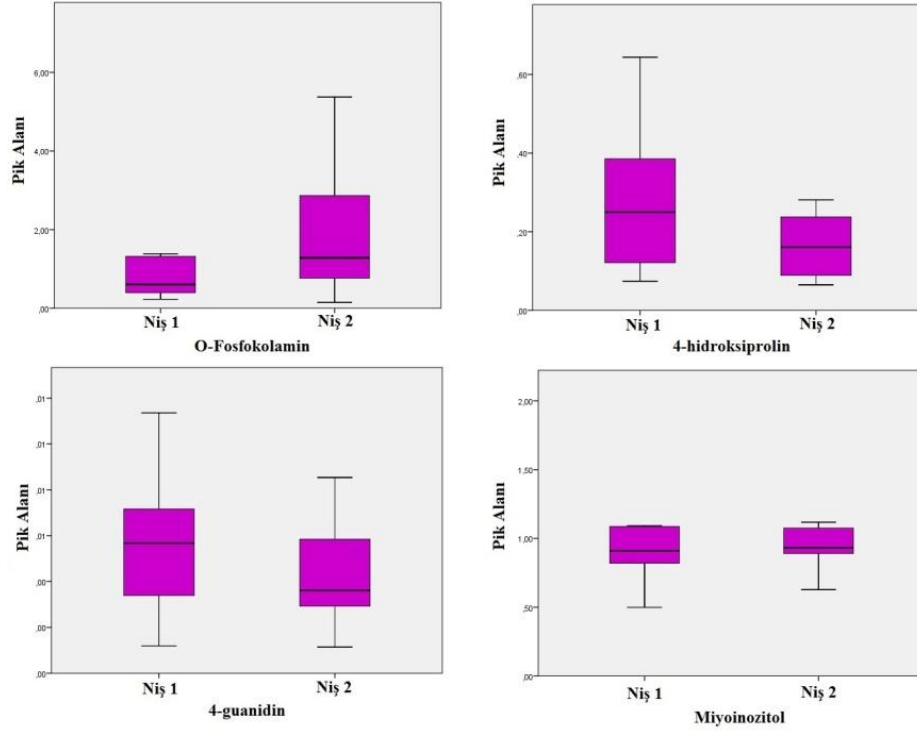 Pik Alanı
6,00
4,00
2,00
,00
Niş 1
Niş 2
O-Fosfokolamin
Pik Alanı
,60
,40
,20
,00
Niş 1
Niş 2
4-hidroksiprolin
Pik Alanı
,01
,01
,01
,01
,00
,00
,00
Niş 1
Niş 2
4-guanidin
Pik Alanı
2,00
1,50
1,00
,50
,00
Niş 1
Niş 2
Miyoinozitol